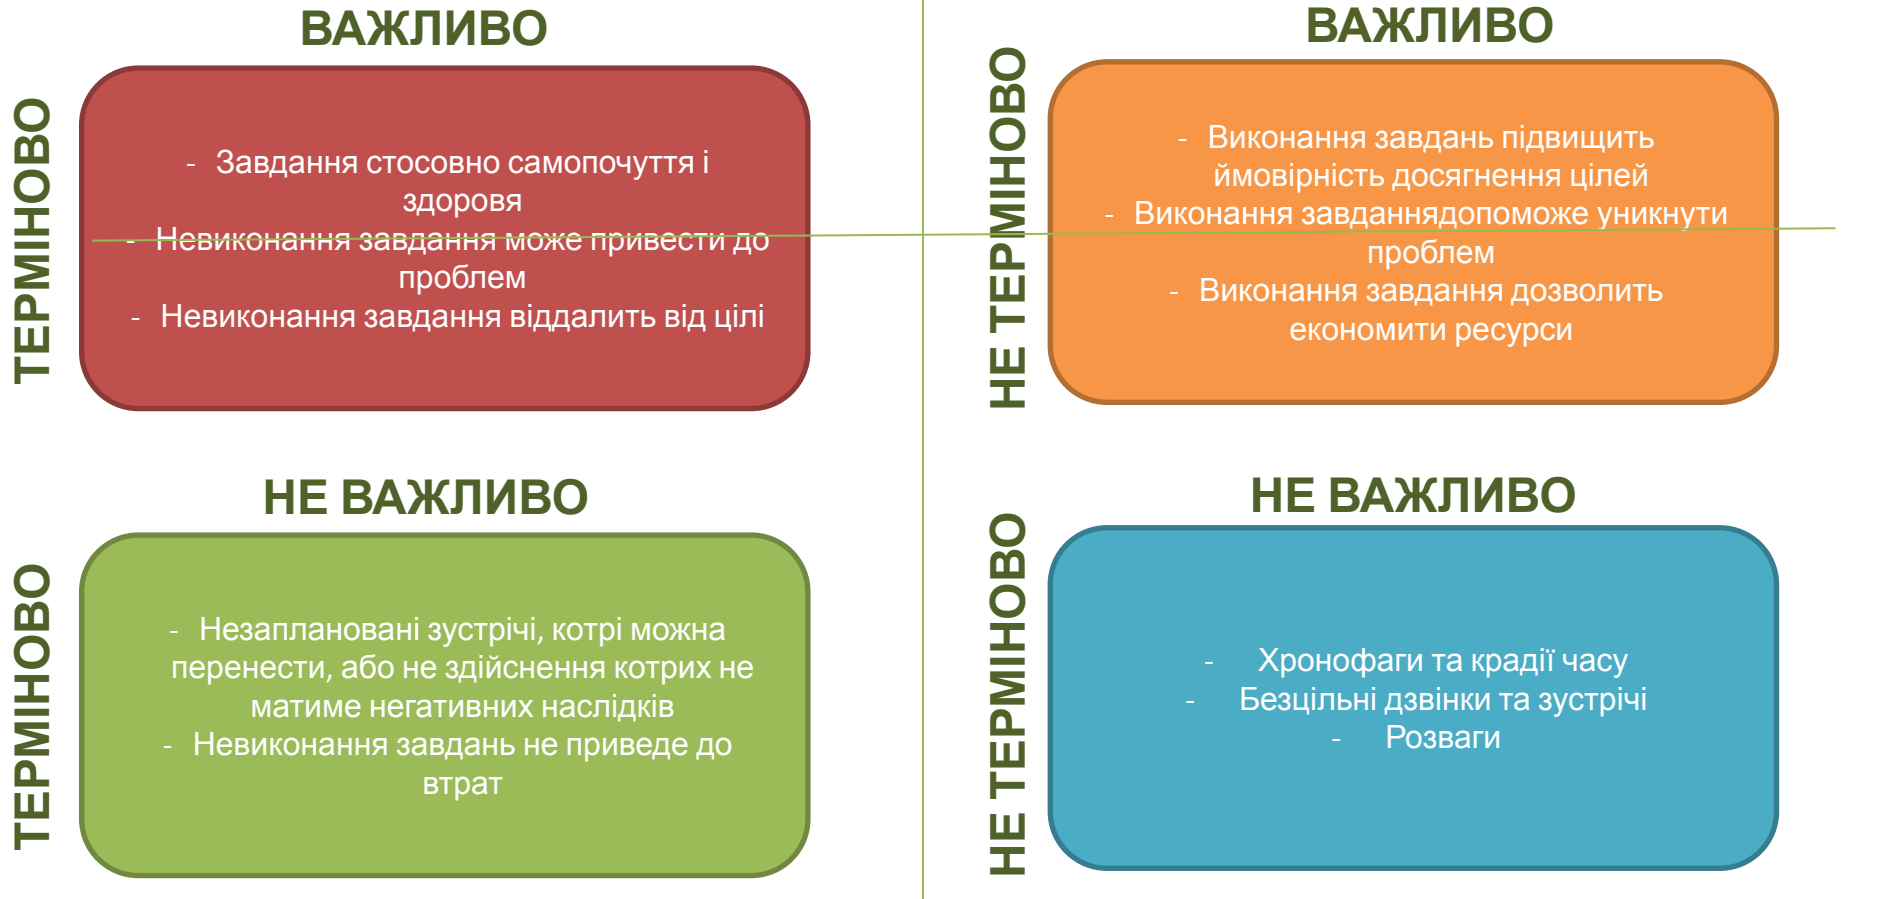 ВАЖЛИВО
ТЕРМІНОВО
- Завдання стосовно самопочуття і
здоровя
- Невиконання завдання може привести до
проблем
- Невиконання завдання віддалить від цілі
ВАЖЛИВО
НЕ ТЕРМІНОВО
- Виконання завдань підвищить
ймовірність досягнення цілей
- Виконання завданнядопоможе уникнути
проблем
- Виконання завдання дозволить
економити ресурси
НЕ ВАЖЛИВО
ТЕРМІНОВО
- Незаплановані зустрічі, котрі можна
перенести, або не здійснення котрих не
матиме негативних наслідків
- Невиконання завдань не приведе до
втрат
НЕ ВАЖЛИВО
НЕ ТЕРМІНОВО
- Хронофаги та крадії часу
- Безцільні дзвінки та зустрічі
- Розваги